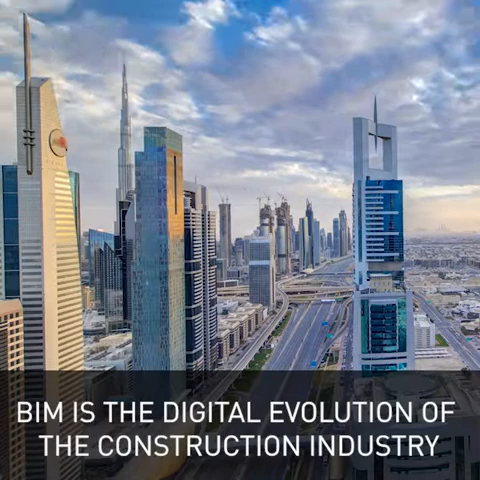 BIM IS THE DIGITAL EVOLUTION OF
THE CONSTRUCTION INDUSTRY